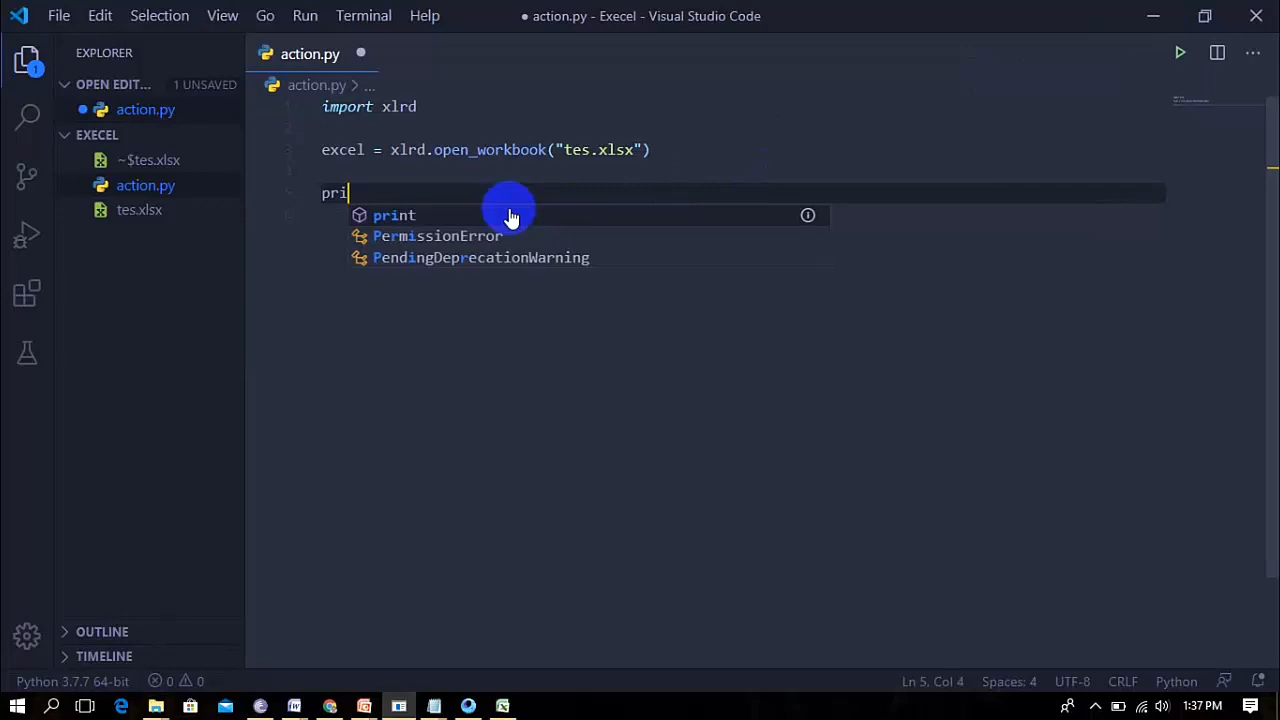 File Edit Selection View Go Run Terminal Help
● action.py - Execel - Visual Studio Code
EXPLORER
OPEN EDIT... 1 UNSAVED
action.py
EXECEL
~$tes.xlsx
action.py
tes.xlsx
OUTLINE
TIMELINE
1
action.py
action.py > ...
import xlrd
3 excel = xlrd.open_workbook("tes.xlsx")
pri
print
PermissionError
PendingDeprecationWarning
Python 3.7.7 64-bit 0 0 Ln 5, Col 4 Spaces: 4 UTF-8 CRLF Python
1:37 PM